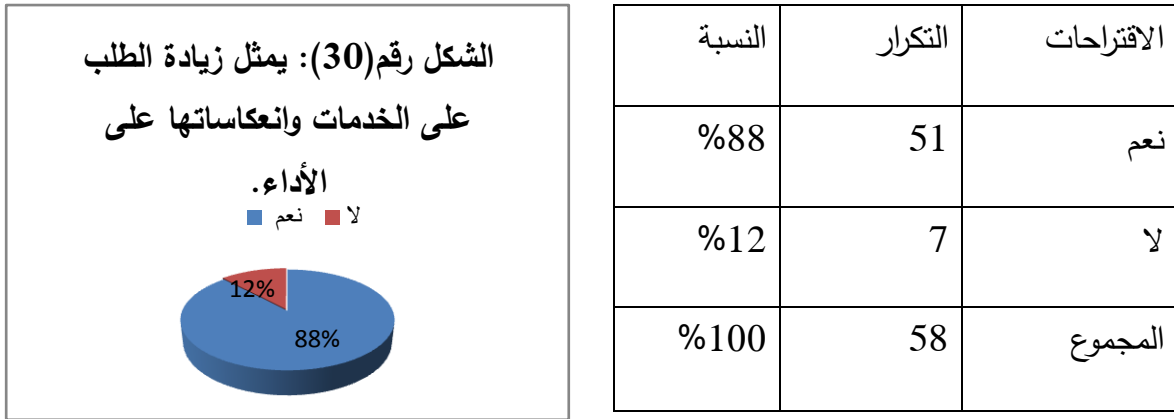 الاقتراحات التكرار النسبة
نعم 51 %88
لا 7 %12
المجموع 58 %100
الشكل رقم(30): يمثل زيادة الطلب
على الخدمات وانعكاساتها على
الأداء.
نعم لا
12%
88%